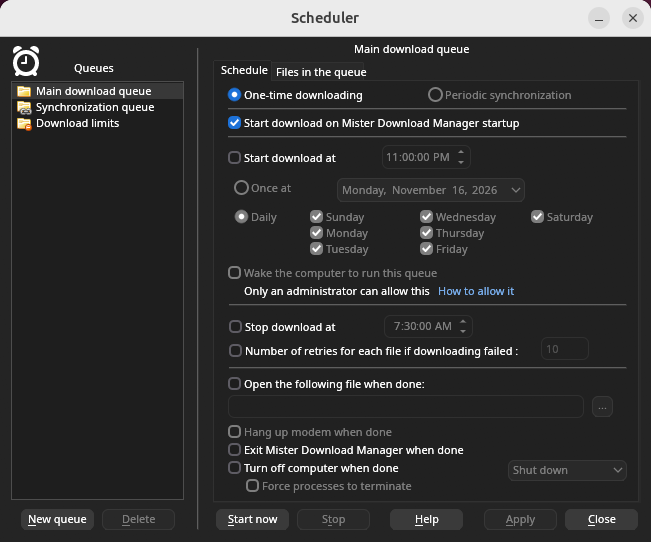 Scheduler
Main download queue
Queues
Schedule Files in the queue
Main download queue
Synchronization queue
Download limits
One-time downloading Periodic synchronization
Start download on Mister Download Manager startup
Start download at 11:00:00 PM
Once at Monday, November 16, 2026
Daily Sunday Wednesday Saturday
Monday Thursday
Tuesday Friday
Wake the computer to run this queue
Only an administrator can allow this How to allow it
Stop download at 7:30:00 AM
Number of retries for each file if downloading failed : 10
Open the following file when done:
...
Hang up modem when done
Exit Mister Download Manager when done
Turn off computer when done Shut down
Force processes to terminate
New queue Delete Start now Stop Help Apply Close